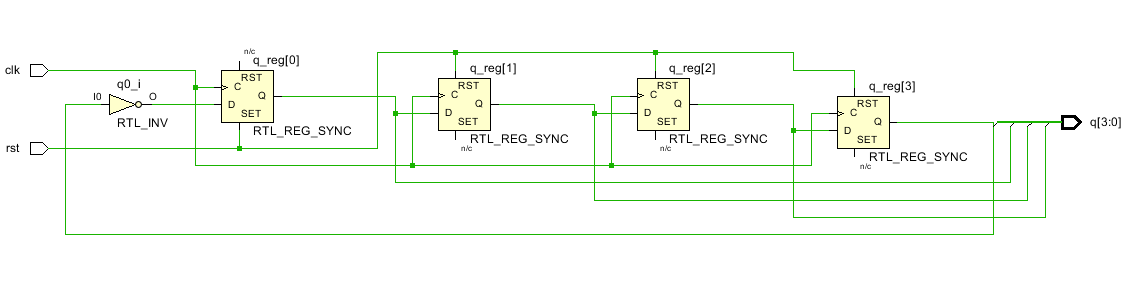 clk
rst
q0_i
I0
O
RTL_INV
n/c
q_reg[0]
RST
C
D
Q
SET
RTL_REG_SYNC
q_reg[1]
RST
C
D
Q
SET
RTL_REG_SYNC
n/c
q_reg[2]
RST
C
D
Q
SET
RTL_REG_SYNC
n/c
q_reg[3]
RST
C
D
Q
SET
RTL_REG_SYNC
n/c
q[3:0]